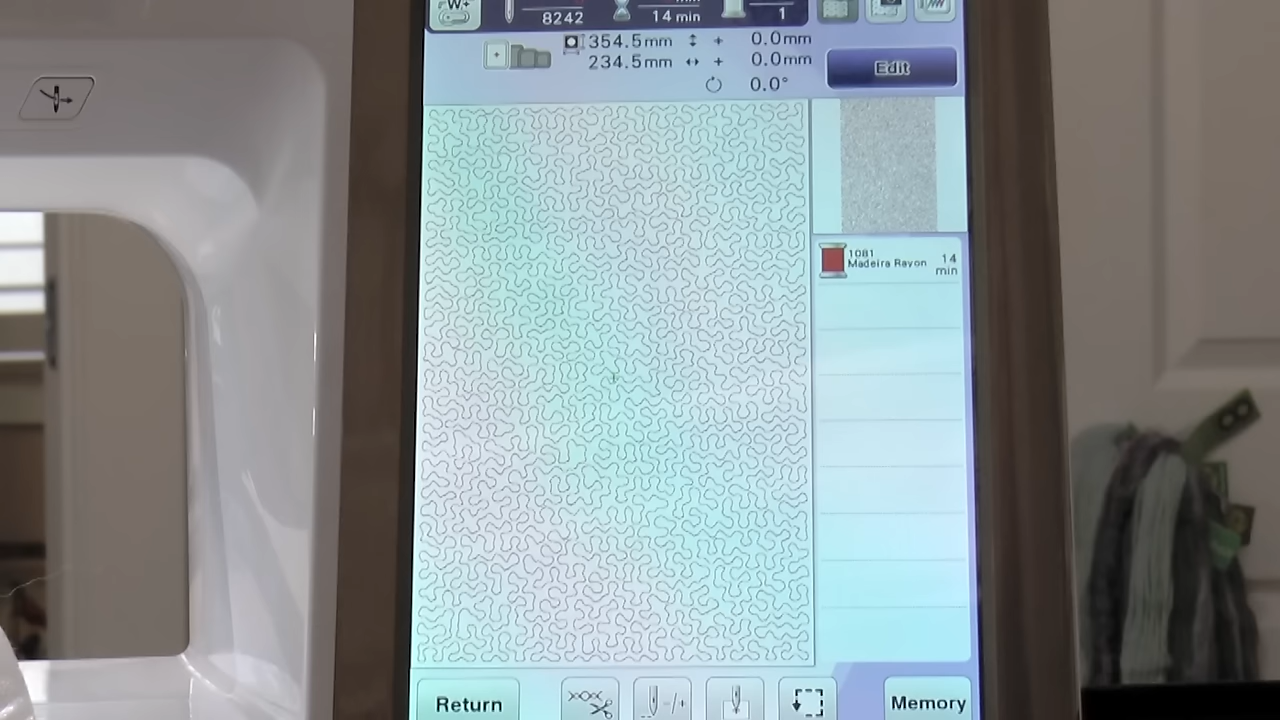 W+
8242
14 min
1
354.5mm + 0.0mm
234.5mm + 0.0mm
0.0°
Edit
1081
Madeira Rayon
14
min
-/+
Return
Memory